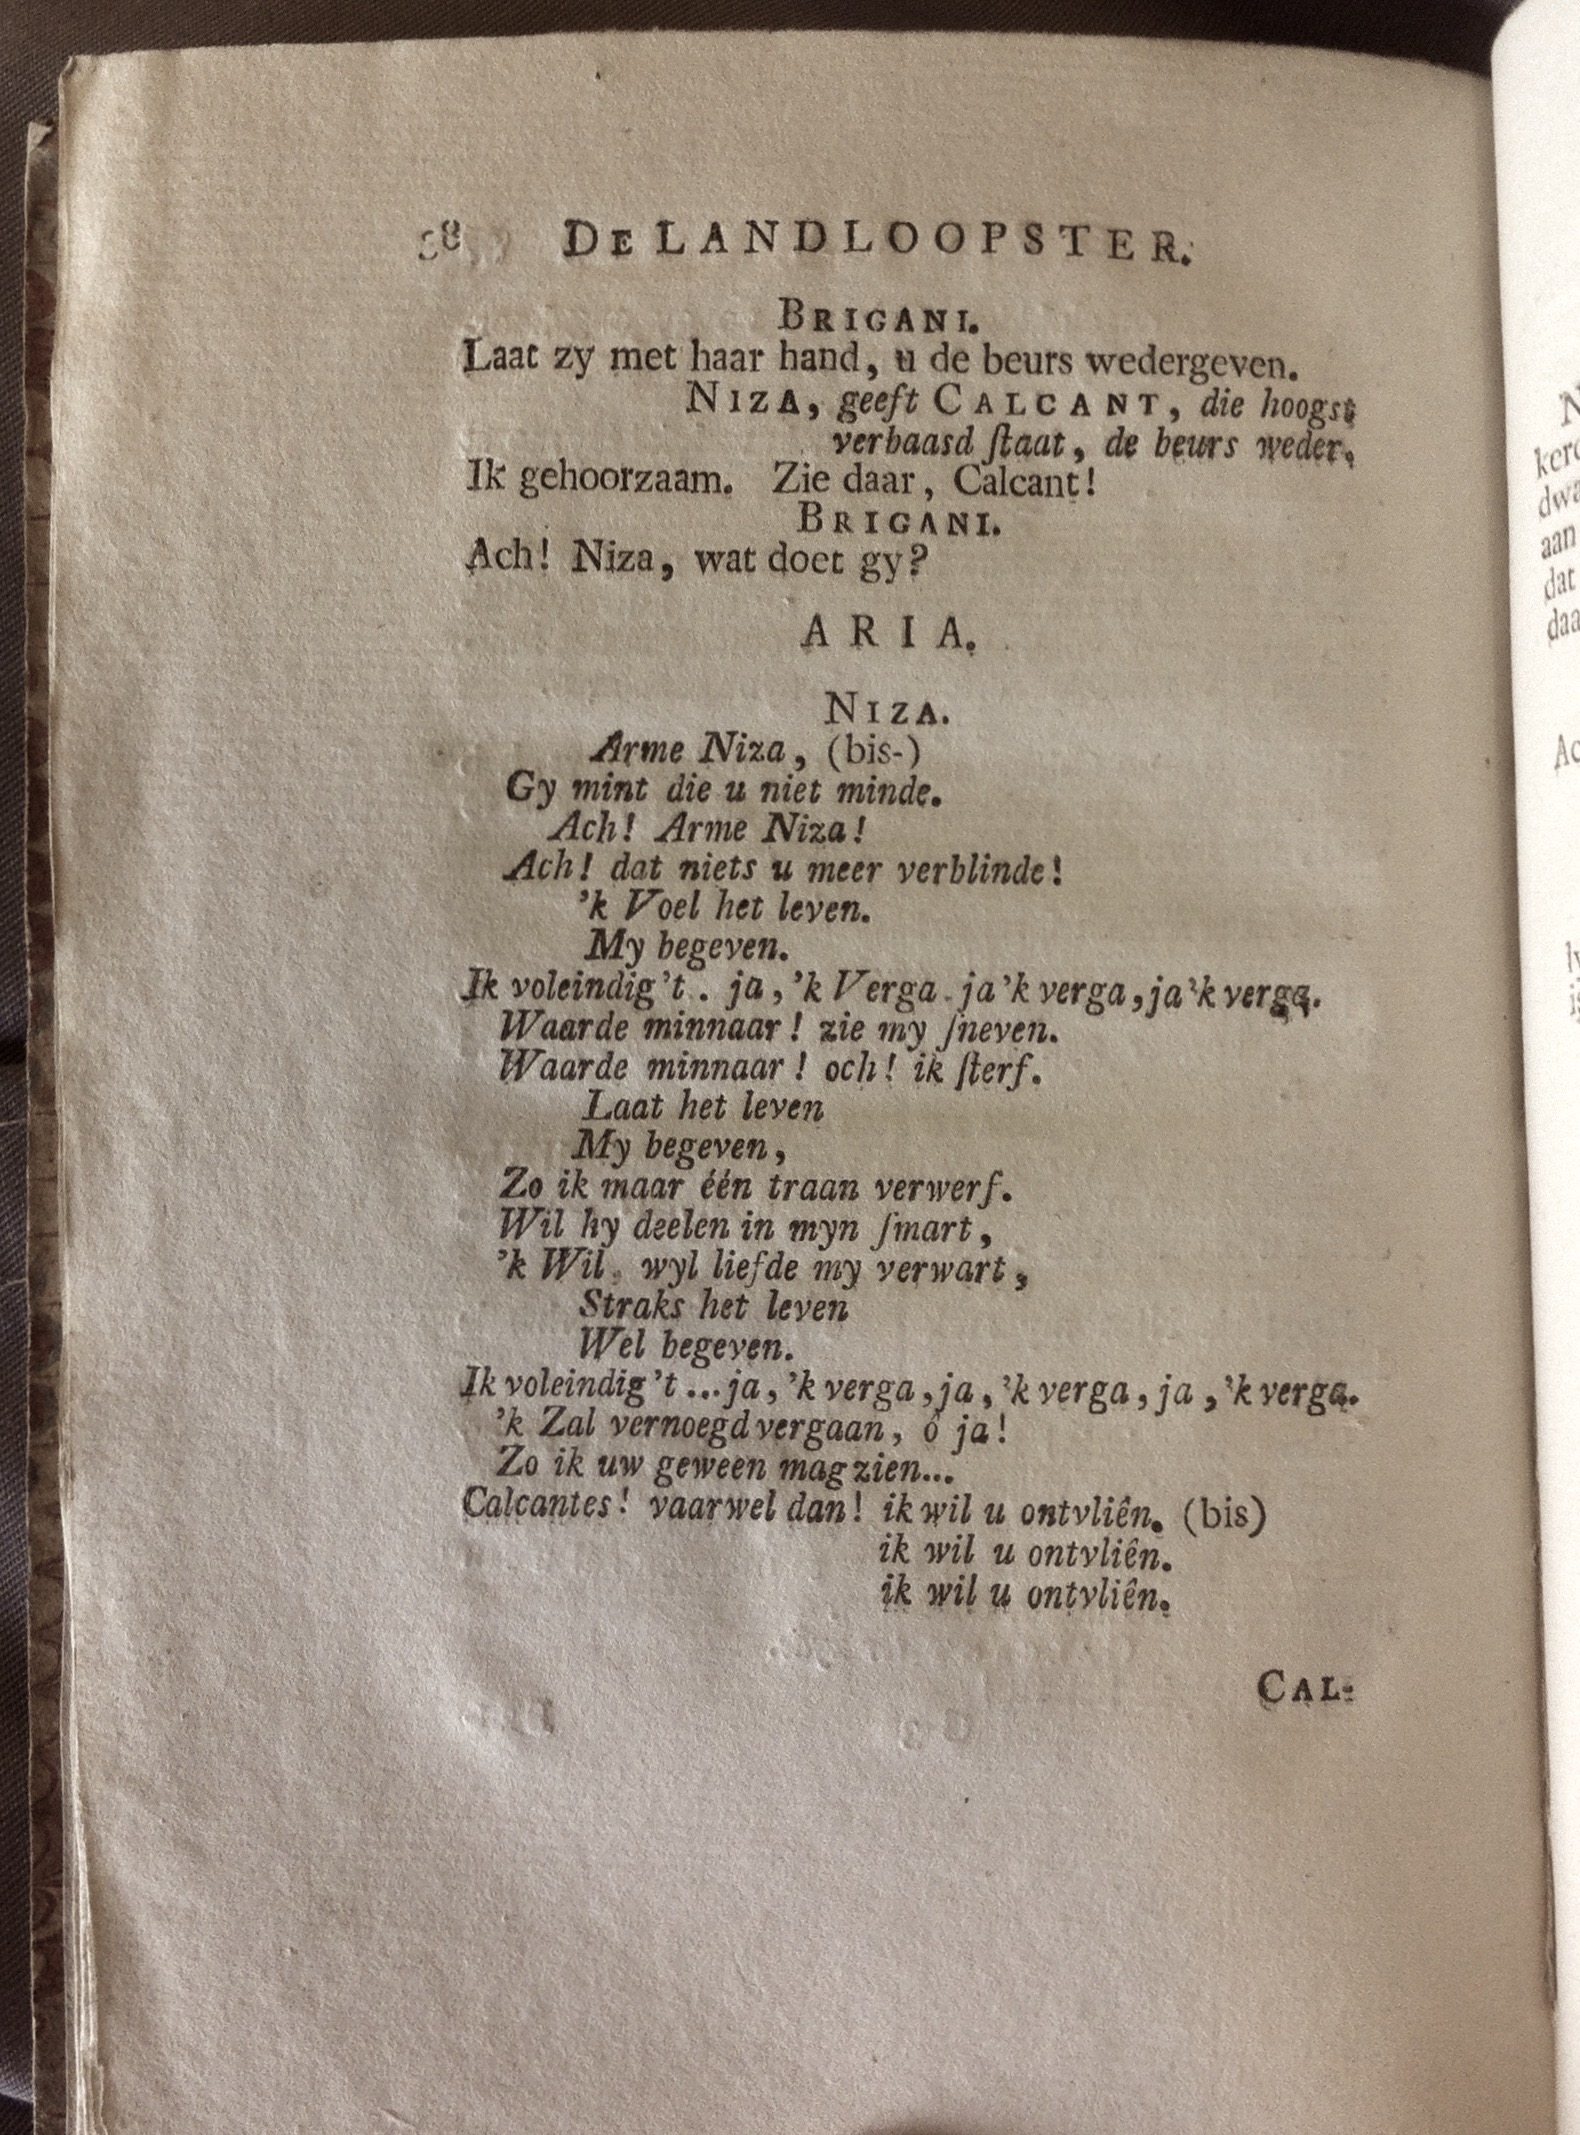 58 DE LANDLOOPSTER.
BRIGANI.
Laat zy met haar hand, u de beurs wedergeven.
NIZA, geeft CALCANT, die hoogst
verbaasd ſtaat, de beurs weder.
Ik gehoorzaam. Zie daar, Calcant!
BRIGANI.
Ach! Niza, wat doet gy?
ARIA.
NIZA.
Arme Niza, (bis-)
Gy mint die u niet minde.
Ach! Arme Niza!
Ach! dat niets u meer verblinde!
'k Voel het leven.
My begeven.
Ik voleindig 't.. ja, 'k Verga. ja 'k verga, ja 'k verga.
Waarde minnaar! zie my ſneven.
Waarde minnaar! och! ik ſterf.
Laat het leven
My begeven,
Zo ik maar één traan verwerf.
Wil hy deelen in myn ſmart,
'k Wil, wyl liefde my verwart,
Straks het leven
Wel begeven.
Ik voleindig 't... ja, 'k verga, ja, 'k verga, ja, 'k verga.
'k Zal vernoegd vergaan, ô ja!
Zo ik uw geween mag zien...
Calcantes! vaarwel dan! ik wil u ontvliên. (bis)
ik wil u ontvliên.
ik wil u ontvliên.
CAL-
kerd
dwa
aan
dat
daa
Ac